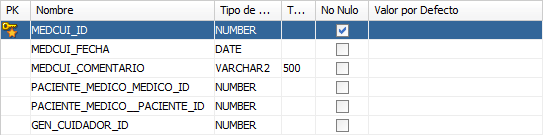 PK Nombre Tipo de ... T... No Nulo Valor por Defecto
MEDCUI_ID NUMBER
MEDCUI_FECHA DATE
MEDCUI_COMENTARIO VARCHAR2 500
PACIENTE_MEDICO_MEDICO_ID NUMBER
PACIENTE_MEDICO__PACIENTE_ID NUMBER
GEN_CUIDADOR_ID NUMBER